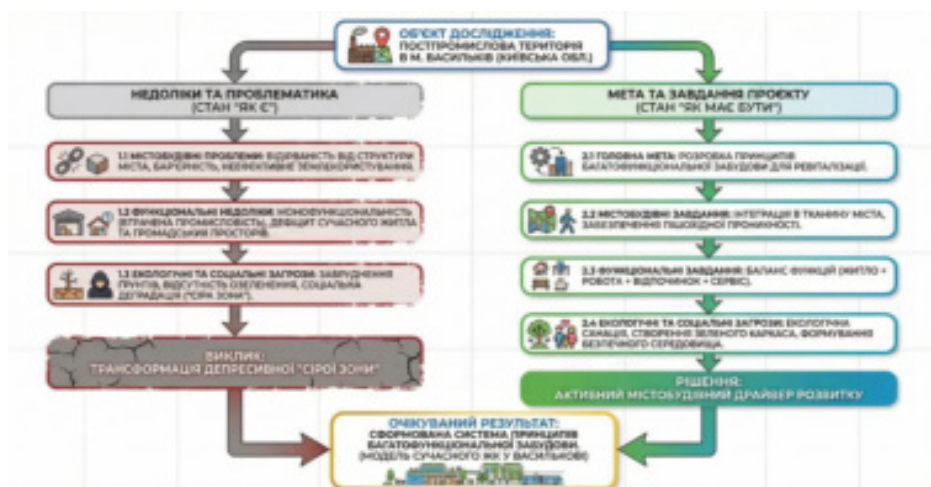 ОБ'ЄКТ ДОСЛІДЖЕННЯ:
ПОСТПРОМИСЛОВА ТЕРИТОРІЯ
В М. ВАСИЛЬКІВ (КИЇВСЬКА ОБЛ.)
НЕДОЛІКИ ТА ПРОБЛЕМАТИКА
(СТАН "ЯК Є")
1.1 МІСТОБУДІВНІ ПРОБЛЕМИ: ВІДІРВАНІСТЬ ВІД СТРУКТУРИ
МІСТА, БАР'ЄРНІСТЬ, НЕЕФЕКТИВНЕ ЗЕМЛЕКОРИСТУВАННЯ.
1.2 ФУНКЦІОНАЛЬНІ НЕДОЛІКИ: МОНОФУНКЦІОНАЛЬНІСТЬ
ВТРАЧЕНА ПРОМИСЛОВІСТЬ, ДЕФІЦИТ СУЧАСНОГО ЖИТЛА
ТА ГРОМАДСЬКИХ ПРОСТОРІВ.
1.3 ЕКОЛОГІЧНІ ТА СОЦІАЛЬНІ ЗАГРОЗИ: ЗАБРУДНЕННЯ
ҐРУНТІВ, ВІДСУТНІСТЬ ОЗЕЛЕНЕННЯ, СОЦІАЛЬНА
ДЕГРАДАЦІЯ ("СІРА ЗОНА").
ВИКЛИК:
ТРАНСФОРМАЦІЯ ДЕПРЕСИВНОЇ "СІРОЇ ЗОНИ"
МЕТА ТА ЗАВДАННЯ ПРОЄКТУ
(СТАН "ЯК МАЄ БУТИ")
2.1 ГОЛОВНА МЕТА: РОЗРОБКА ПРИНЦИПІВ
БАГАТОФУНКЦІОНАЛЬНОЇ ЗАБУДОВИ ДЛЯ РЕВІТАЛІЗАЦІЇ.
2.2 МІСТОБУДІВНІ ЗАВДАННЯ: ІНТЕГРАЦІЯ В ТКАНИНУ МІСТА,
ЗАБЕЗПЕЧЕННЯ ПІШОХІДНОЇ ПРОНИКНОСТІ.
2.3 ФУНКЦІОНАЛЬНІ ЗАВДАННЯ: БАЛАНС ФУНКЦІЙ (ЖИТЛО +
РОБОТА + ВІДПОЧИНОК + СЕРВІС).
2.4 ЕКОЛОГІЧНІ ТА СОЦІАЛЬНІ ЗАГРОЗИ: ЕКОЛОГІЧНА
САНАЦІЯ, СТВОРЕННЯ ЗЕЛЕНОГО КАРКАСА, ФОРМУВАННЯ
БЕЗПЕЧНОГО СЕРЕДОВИЩА.
РІШЕННЯ:
АКТИВНИЙ МІСТОБУДІВНИЙ ДРАЙВЕР РОЗВИТКУ
ОЧІКУВАНИЙ РЕЗУЛЬТАТ:
СФОРМОВАНА СИСТЕМА ПРИНЦИПІВ
БАГАТОФУНКЦІОНАЛЬНОЇ ЗАБУДОВИ
(МОДЕЛЬ СУЧАСНОГО ЖК У ВАСИЛЬКОВІ)